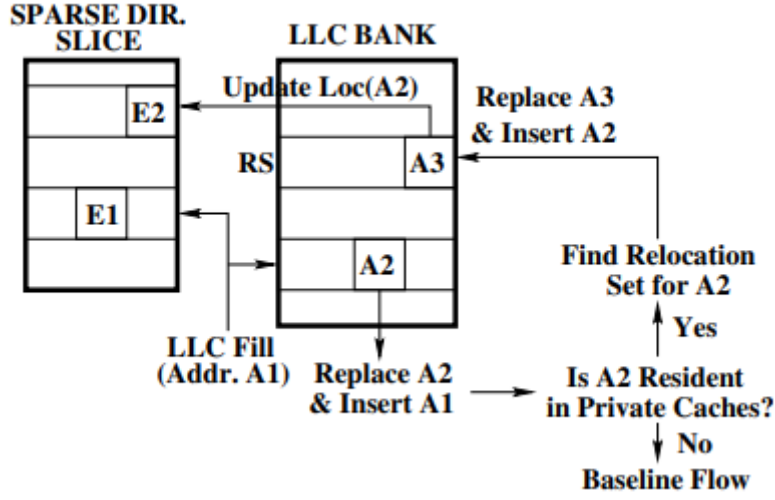 SPARSE DIR.
SLICE
LLC BANK
Update Loc(A2)
E2
Replace A3
& Insert A2
RS
A3
E1
A2
Find Relocation
Set for A2
Yes
LLC Fill
(Addr. A1)
Replace A2
& Insert A1
Is A2 Resident
in Private Caches?
No
Baseline Flow